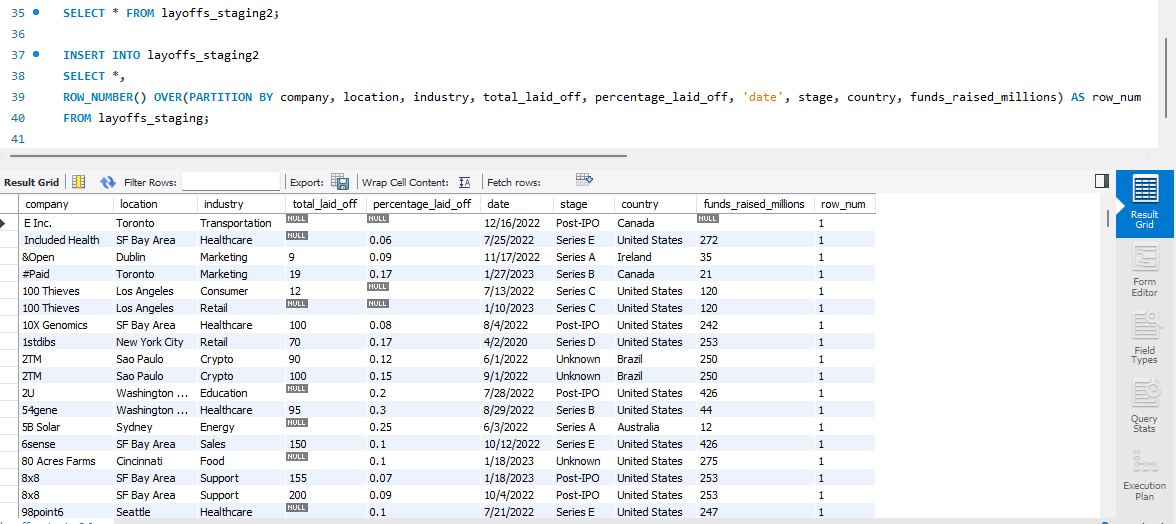 35 SELECT * FROM layoffs_staging2;
36
37 INSERT INTO layoffs_staging2
38 SELECT *,
39 ROW_NUMBER() OVER(PARTITION BY company, location, industry, total_laid_off, percentage_laid_off, 'date', stage, country, funds_raised_millions) AS row_num
40 FROM layoffs_staging;
41
Result Grid Filter Rows: Export: Wrap Cell Content: IA Fetch rows:
company location industry total_laid_off percentage_laid_off date stage country funds_raised_millions row_num
E Inc. Toronto Transportation NULL NULL 12/16/2022 Post-IPO Canada NULL 1
Included Health SF Bay Area Healthcare NULL 0.06 7/25/2022 Series E United States 272 1
&Open Dublin Marketing 9 0.09 11/17/2022 Series A Ireland 35 1
#Paid Toronto Marketing 19 0.17 1/27/2023 Series B Canada 21 1
100 Thieves Los Angeles Consumer 12 NULL 7/13/2022 Series C United States 120 1
100 Thieves Los Angeles Retail NULL NULL 1/10/2023 Series C United States 120 1
10X Genomics SF Bay Area Healthcare 100 0.08 8/4/2022 Post-IPO United States 242 1
1stdibs New York City Retail 70 0.17 4/2/2020 Series D United States 253 1
2TM Sao Paulo Crypto 90 0.12 6/1/2022 Unknown Brazil 250 1
2TM Sao Paulo Crypto 100 0.15 9/1/2022 Unknown Brazil 250 1
2U Washington ... Education NULL 0.2 7/28/2022 Post-IPO United States 426 1
54gene Washington ... Healthcare 95 0.3 8/29/2022 Series B United States 44 1
5B Solar Sydney Energy NULL 0.25 6/3/2022 Series A Australia 12 1
6sense SF Bay Area Sales 150 0.1 10/12/2022 Series E United States 426 1
80 Acres Farms Cincinnati Food NULL 0.1 1/18/2023 Unknown United States 275 1
8x8 SF Bay Area Support 155 0.07 1/18/2023 Post-IPO United States 253 1
8x8 SF Bay Area Support 200 0.09 10/4/2022 Post-IPO United States 253 1
98point6 Seattle Healthcare NULL 0.1 7/21/2022 Series E United States 247 1
Result
Grid
Form
Editor
Field
Types
Query
Stats
Execution
Plan